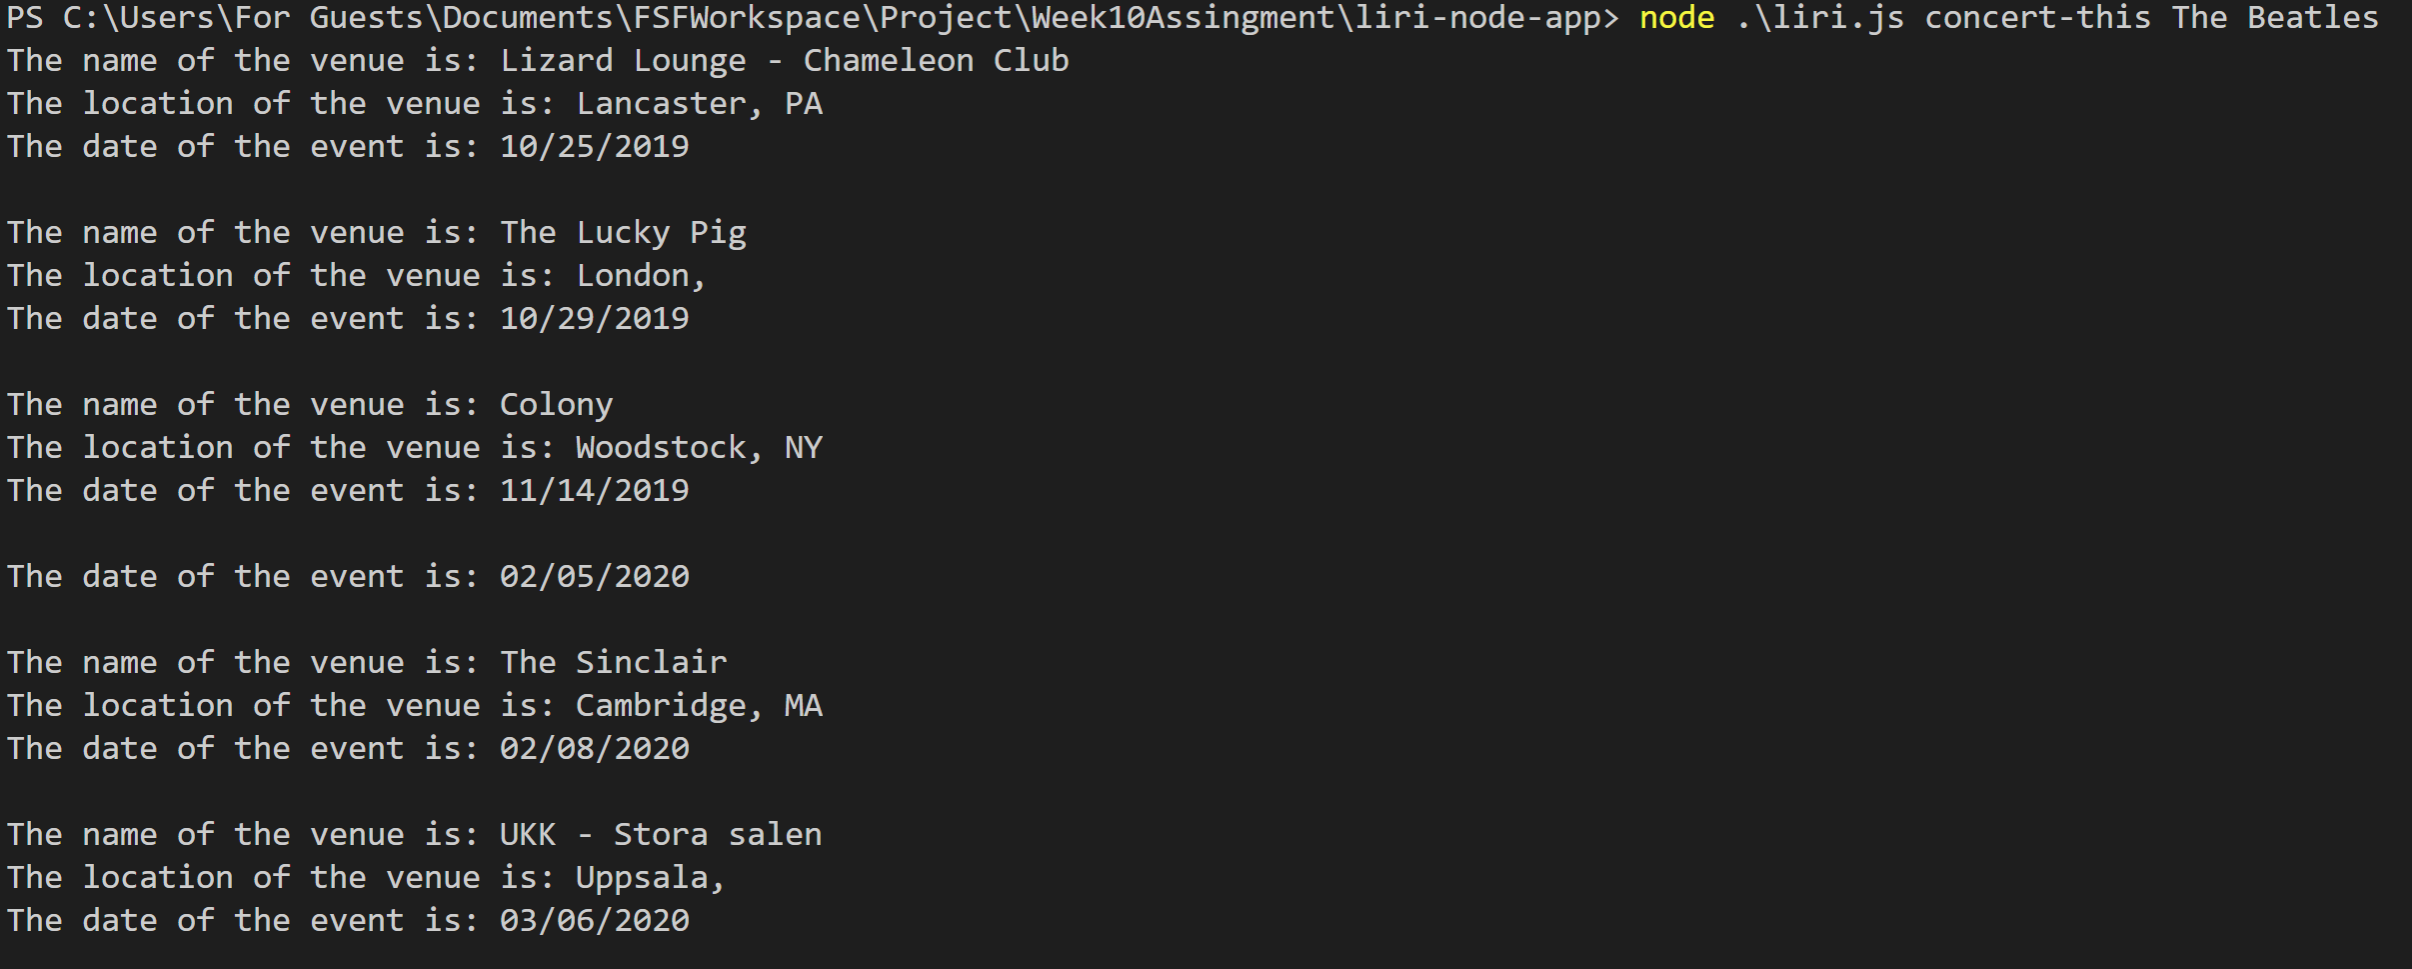 PS C:\Users\For Guests\Documents\FSFWorkspace\Project\Week10Assingment\liri-node-app> node .\liri.js concert-this The Beatles
The name of the venue is: Lizard Lounge - Chameleon Club
The location of the venue is: Lancaster, PA
The date of the event is: 10/25/2019
The name of the venue is: The Lucky Pig
The location of the venue is: London,
The date of the event is: 10/29/2019
The name of the venue is: Colony
The location of the venue is: Woodstock, NY
The date of the event is: 11/14/2019
The date of the event is: 02/05/2020
The name of the venue is: The Sinclair
The location of the venue is: Cambridge, MA
The date of the event is: 02/08/2020
The name of the venue is: UKK - Stora salen
The location of the venue is: Uppsala,
The date of the event is: 03/06/2020